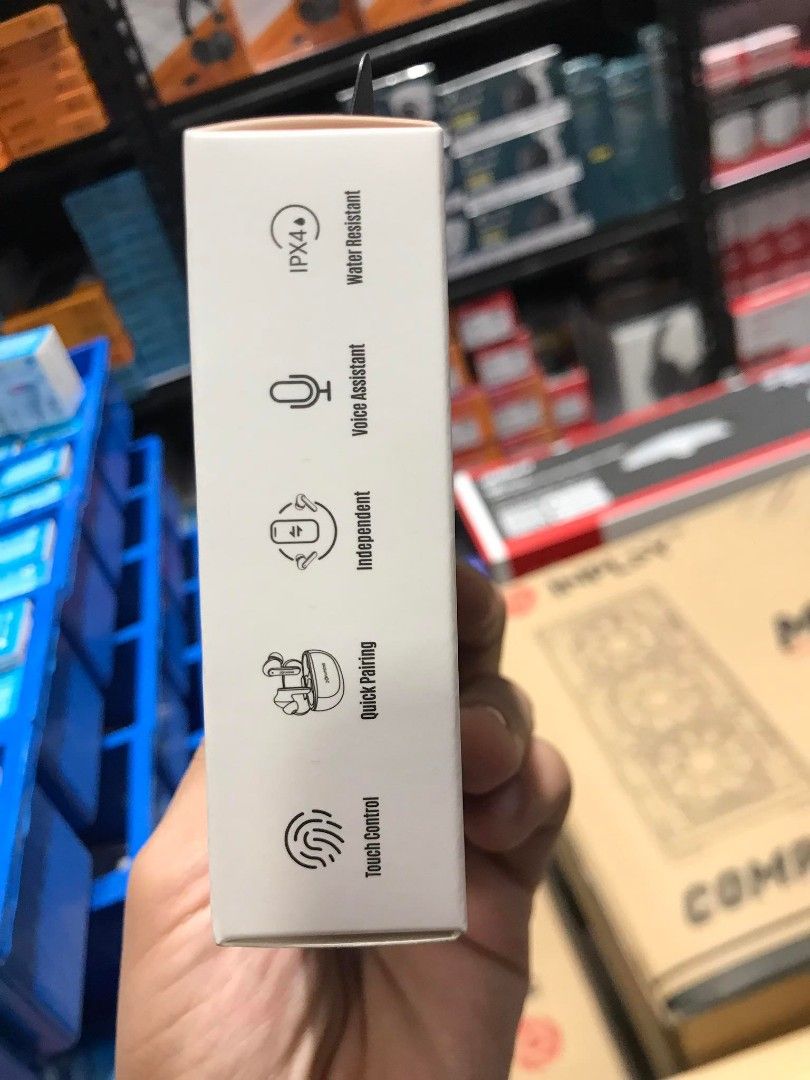 IPX4
Water Resistant
Voice Assistant
Independent
Quick Pairing
Touch Control